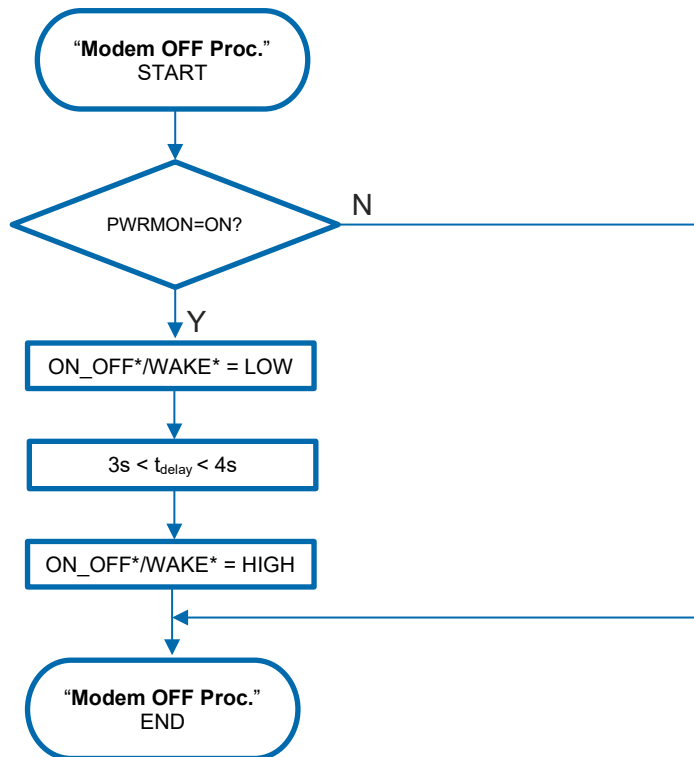 “Modem OFF Proc.”
START
PWRMON=ON?
N
Y
ON_OFF*/WAKE* = LOW
3s < tdelay < 4s
ON_OFF*/WAKE* = HIGH
“Modem OFF Proc.”
END